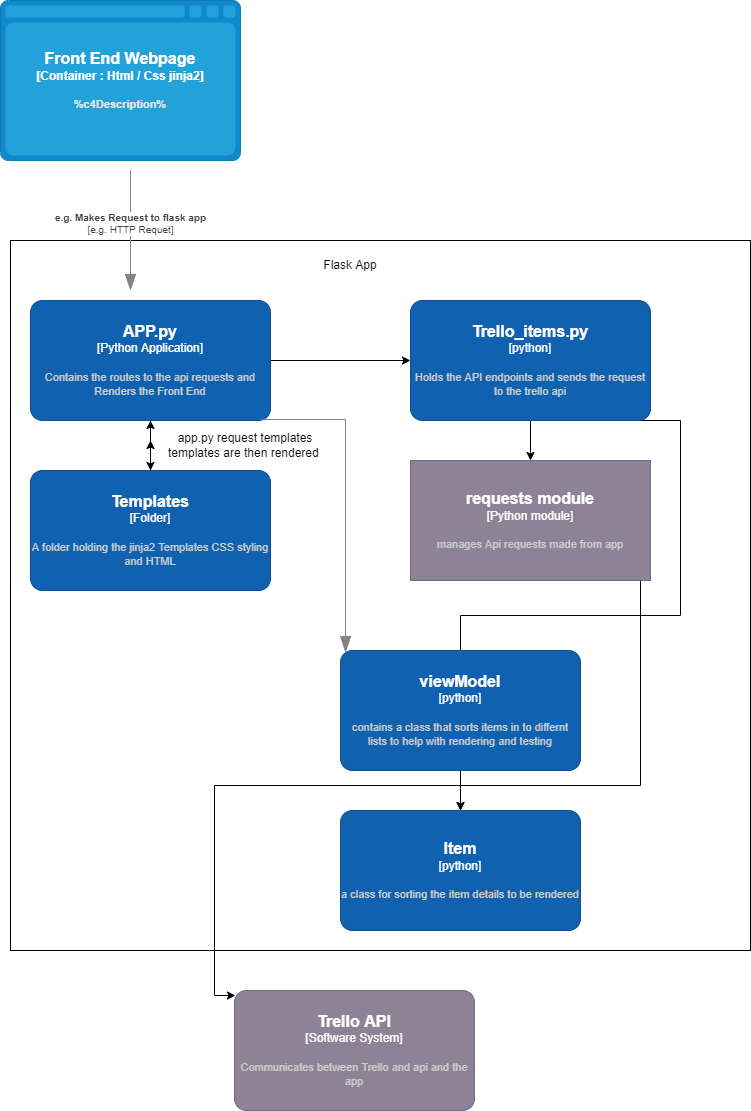 Front End Webpage
[Container : Html / Css jinja2]
%c4Description%
e.g. Makes Request to flask app
[e.g. HTTP Requet]
Flask App
APP.py
[Python Application]
Contains the routes to the api requests and
Renders the Front End
Trello_items.py
[python]
Holds the API endpoints and sends the request
to the trello api
app.py request templates
templates are then rendered
Templates
[Folder]
A folder holding the jinja2 Templates CSS styling
and HTML
requests module
[Python module]
manages Api requests made from app
viewModel
[python]
contains a class that sorts items in to differnt
lists to help with rendering and testing
Item
[python]
a class for sorting the item details to be rendered
Trello API
[Software System]
Communicates between Trello and api and the
app